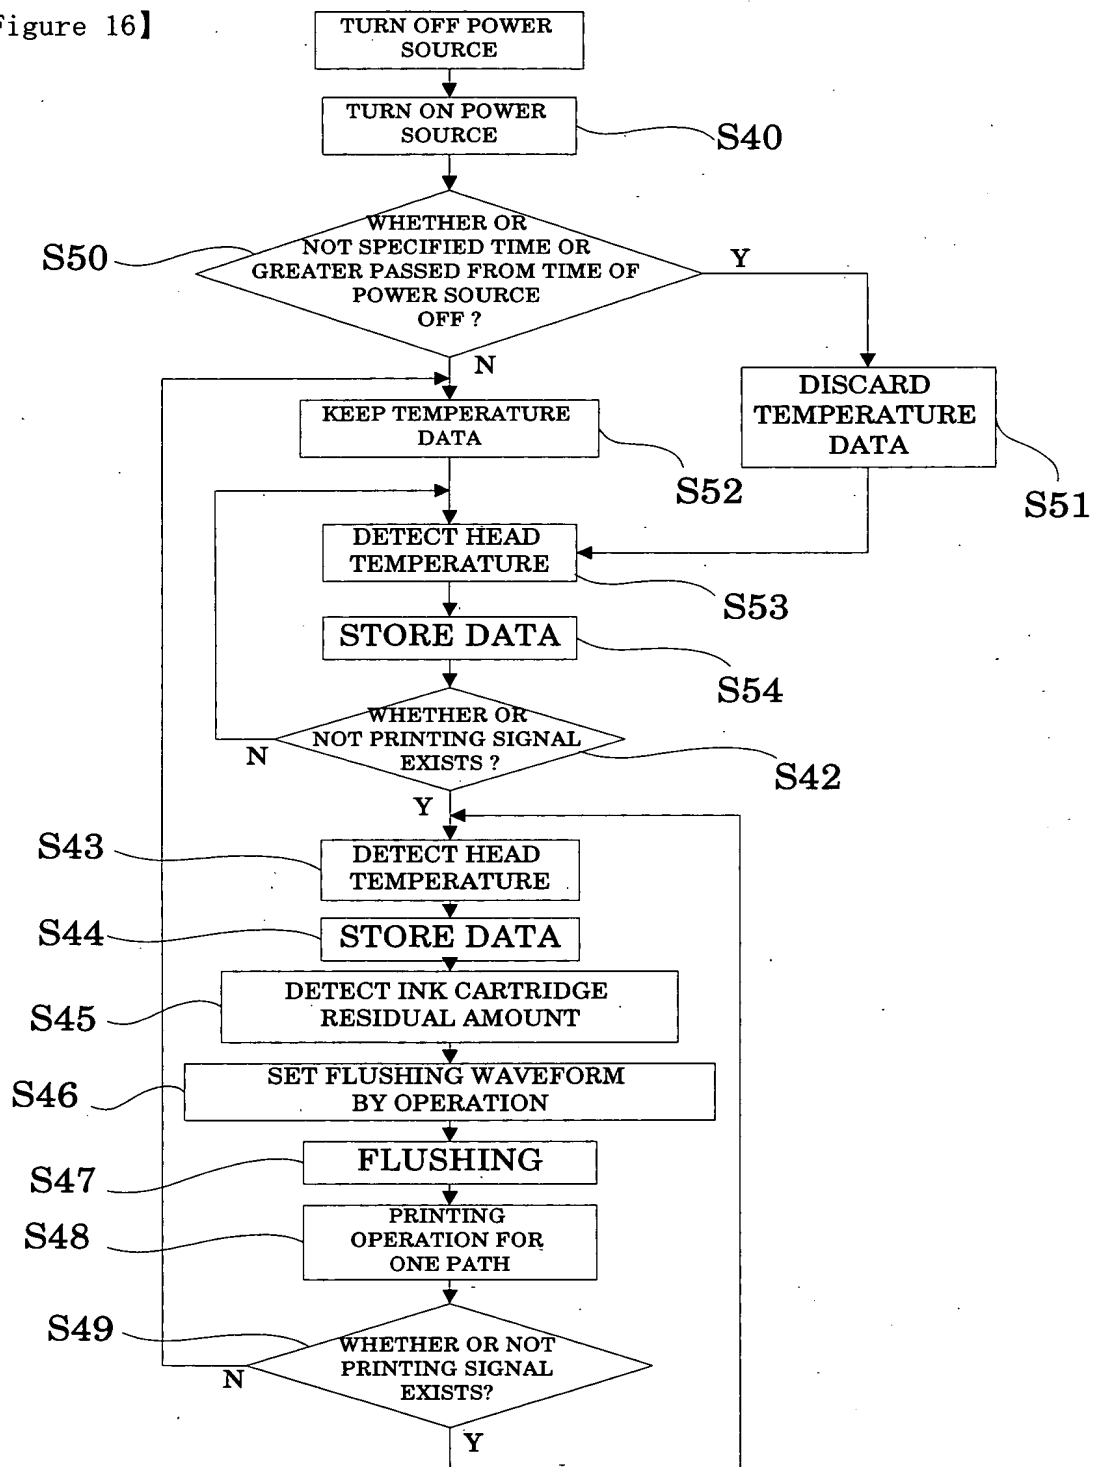 Figure 16】
TURN OFF POWER
SOURCE
TURN ON POWER
SOURCE
S40
WHETHER OR
NOT SPECIFIED TIME OR
GREATER PASSED FROM TIME OF
POWER SOURCE
OFF ?
S50
Y
N
DISCARD
TEMPERATURE
DATA
S51
KEEP TEMPERATURE
DATA
S52
DETECT HEAD
TEMPERATURE
S53
STORE DATA
S54
WHETHER OR
NOT PRINTING SIGNAL
EXISTS ?
N
S42
Y
S43
DETECT HEAD
TEMPERATURE
S44
STORE DATA
S45
DETECT INK CARTRIDGE
RESIDUAL AMOUNT
S46
SET FLUSHING WAVEFORM
BY OPERATION
S47
FLUSHING
S48
PRINTING
OPERATION FOR
ONE PATH
S49
WHETHER OR NOT
PRINTING SIGNAL
EXISTS?
N
Y